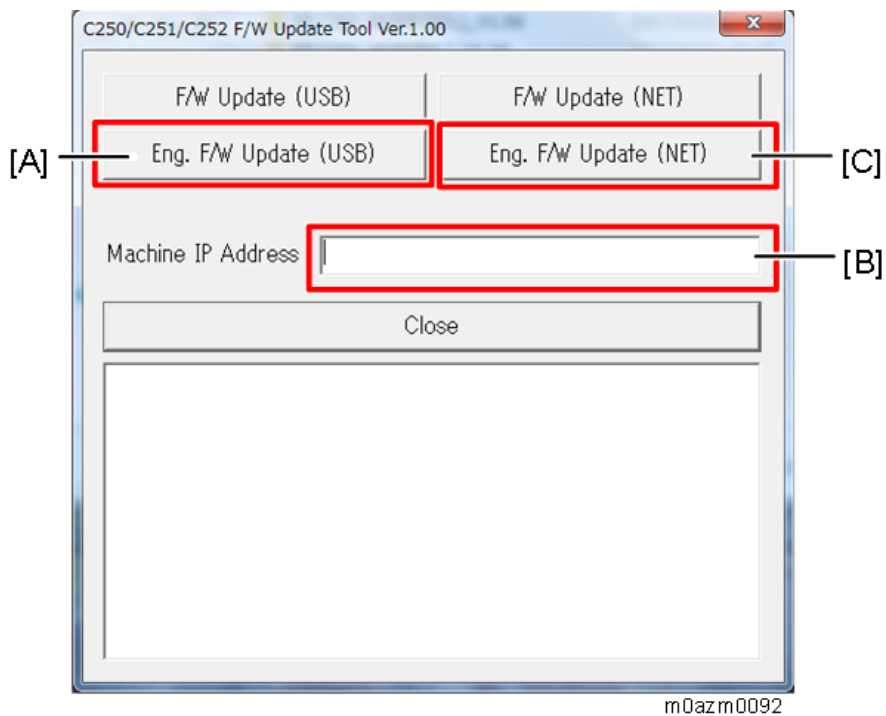 C250/C251/C252 F/W Update Tool Ver.1.00
F/W Update (USB)
F/W Update (NET)
[A]
Eng. F/W Update (USB)
Eng. F/W Update (NET)
[C]
Machine IP Address
[B]
Close
m0azm0092